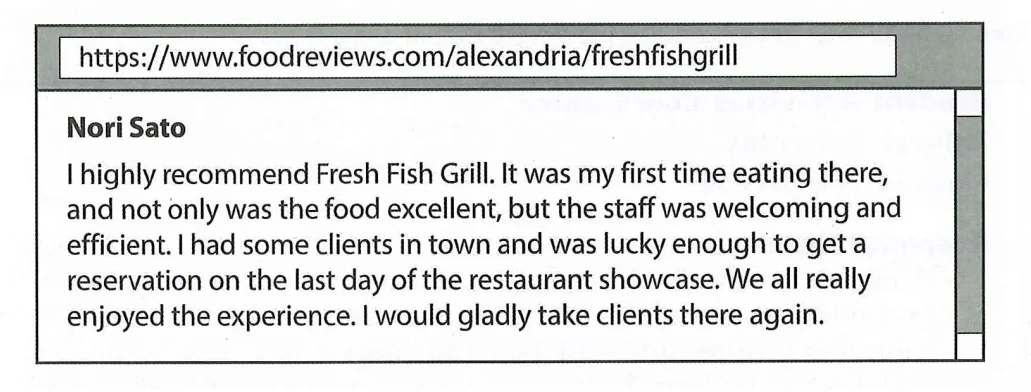 https://www.foodreviews.com/alexandria/freshfishgrill
Nori Sato
I highly recommend Fresh Fish Grill. It was my first time eating there,
and not only was the food excellent, but the staff was welcoming and
efficient. I had some clients in town and was lucky enough to get a
reservation on the last day of the restaurant showcase. We all really
enjoyed the experience. I would gladly take clients there again.